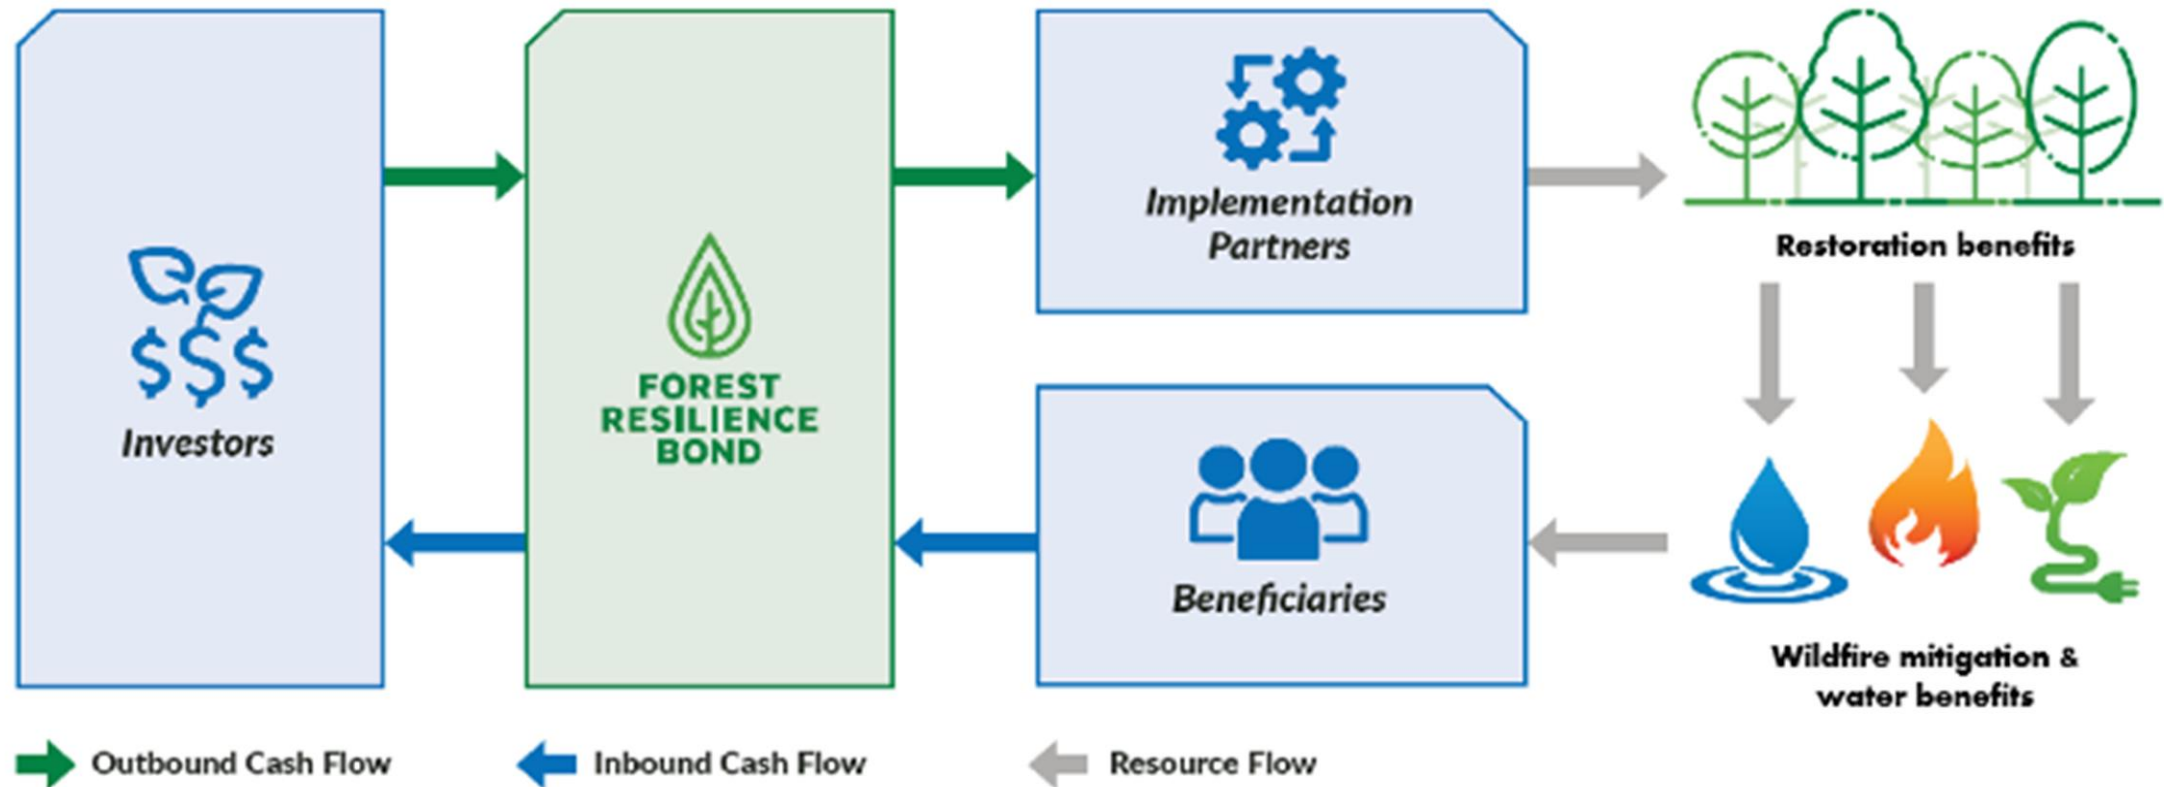 Investors
FOREST
RESILIENCE
BOND
Implementation
Partners
Beneficiaries
Restoration benefits
Wildfire mitigation &
water benefits
Outbound Cash Flow
Inbound Cash Flow
Resource Flow